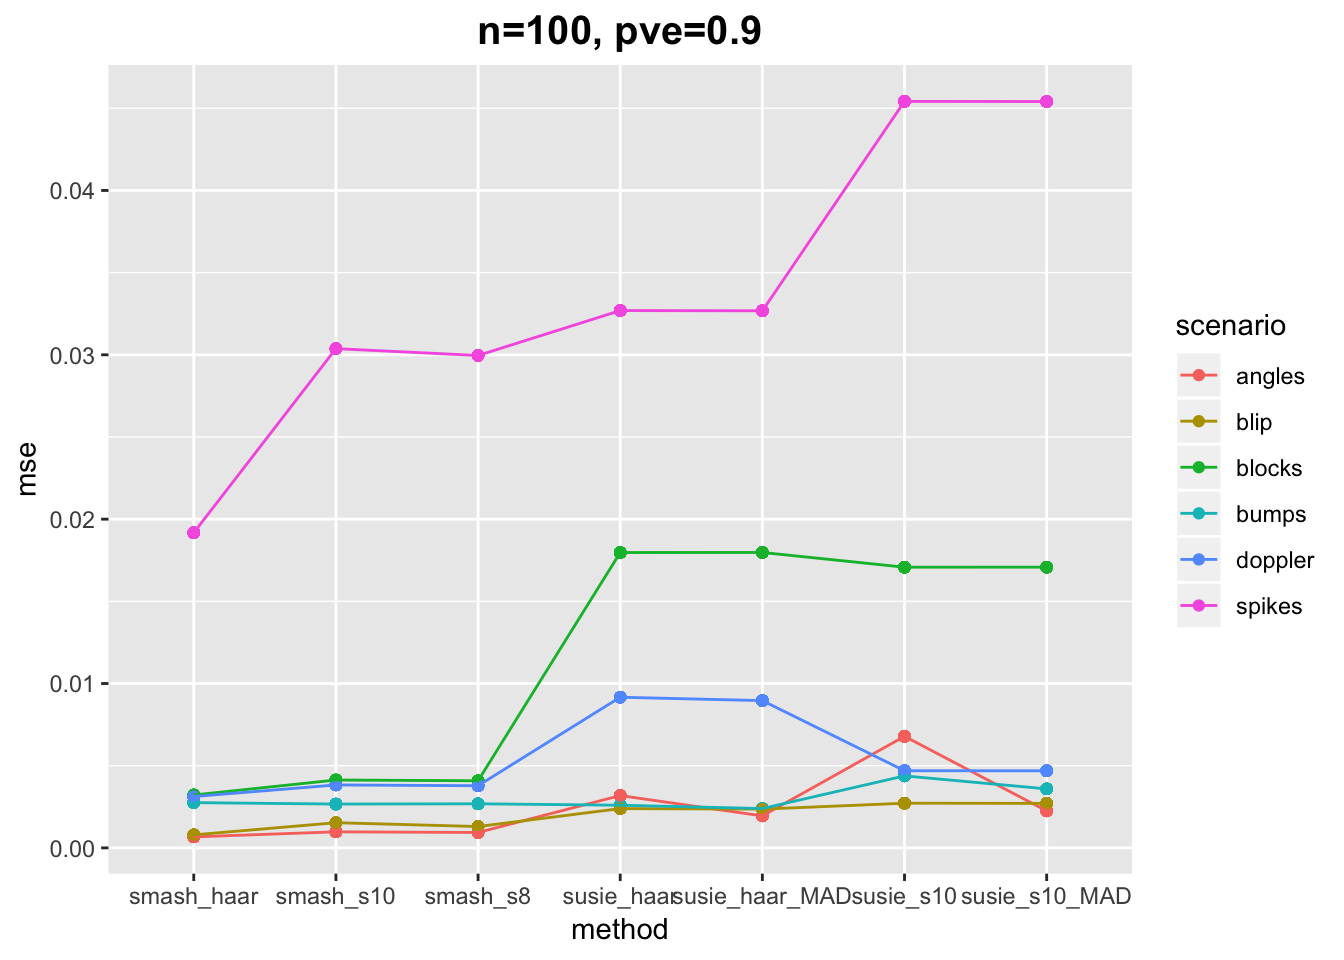 n=100, pve=0.9
mse
0.04
0.03
0.02
0.01
0.00
smash_haar smash_s10 smash_s8 susie_haar susie_haar_MAD susie_s10 susie_s10_MAD
method
scenario
angles
blip
blocks
bumps
doppler
spikes